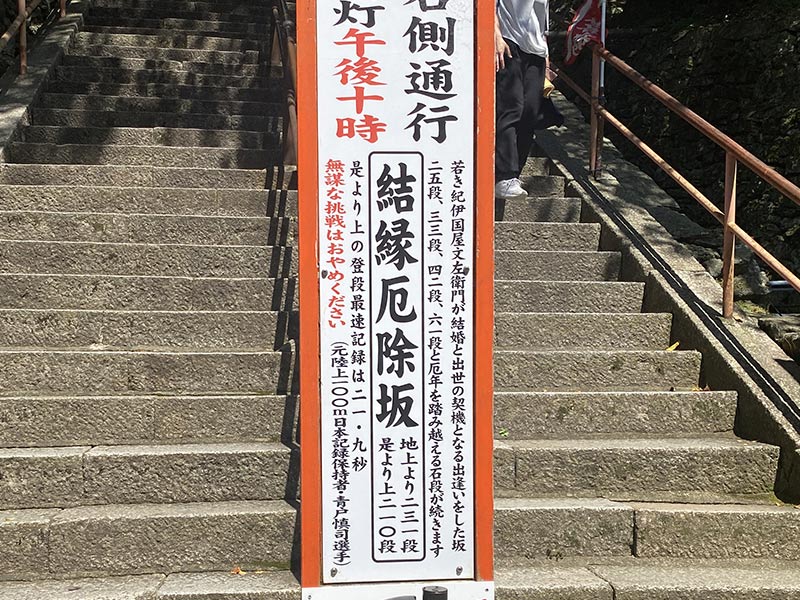 右側通行
灯午後十時
若き紀伊国屋文左衛門が結婚と出世の契機となる出逢いをした坂
二五段、三三段、四二段、六一段と厄年を踏み越える石段が続きます
結縁厄除坂
地上より二三一段
是より上二一〇段
是より上の登段最速記録は二一・九秒
(元陸上一〇〇m日本記録保持者・青戸慎司選手)
無謀な挑戦はおやめください